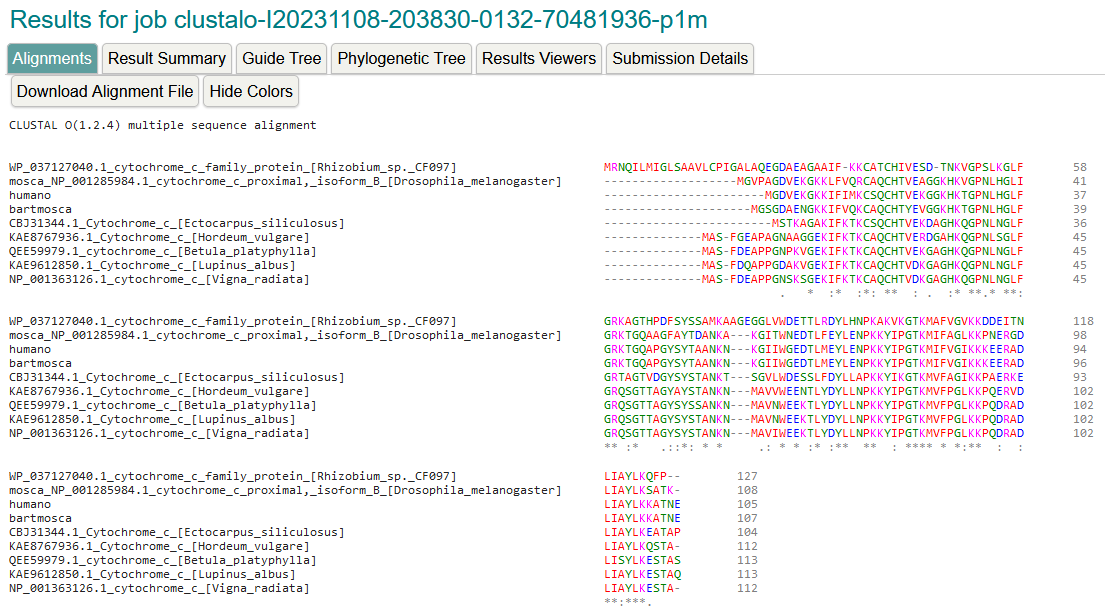 Results for job clustalo-I20231108-203830-0132-70481936-p1m
Alignments Result Summary Guide Tree Phylogenetic Tree Results Viewers Submission Details
Download Alignment File Hide Colors
CLUSTAL O(1.2.4) multiple sequence alignment
WP_037127040.1_cytochrome_c_family_protein_[Rhizobium_sp._CF097] MRNQILMIGLSAAVLCPIGALAQEGDAEAGAAIF-KKCATCHIVESD-TNKVGPSLKGLF 58
mosca_NP_001285984.1_cytochrome_c_proximal,_isoform_B_[Drosophila_melanogaster] -------------------MGVPAGDVEKGKKLFVQRCAQCHTVEAGGKHKVGPNLHGLI 41
humano -----------------------MGDVEKGKKIFIMKCSQCHTVEKGGKHKTGPNLHGLF 37
bartmosca ---------------------MGSGDAENGKKIFVQKCAQCHTYEVGGKHKVGPNLHGLF 39
CBJ31344.1_Cytochrome_c_[Ectocarpus_siliculosus] ------------------------MSTKAGAKIFKTKCSQCHTVEKDAGHKQGPNLHGLF 45
KAE8767936.1_Cytochrome_c_[Hordeum_vulgare] --------------MAS-FGEAPAGNAAGGEKIFKTKCAQCHTVERDGAHKQGPNLSGLF 45
QEE59979.1_cytochrome_c_[Betula_platyphylla] --------------MAS-FDEAPPGNPKVGEKIFKTKCAQCHTVEKGAGHKQGPNLNGLF 45
KAE9612850.1_Cytochrome_c_[Lupinus_albus] --------------MAS-FDQAPPGDAKVGEKIFKTKCAQCHTVDKGAGHKQGPNLNGLF 45
NP_001363126.1_cytochrome_c_[Vigna_radiata] --------------MAS-FDEAPPGNSKSGEKIFKTKCAQCHTVDKGAGHKQGPNLNGLF 45
. * :* :*: ** : . :* **.* **:
WP_037127040.1_cytochrome_c_family_protein_[Rhizobium_sp._CF097] GRKAGTHPDFSYSSAMKAAGEGGLVWDETTLRDYLHNPKAKVKGTKMAFVGVKKDDEITN 118
mosca_NP_001285984.1_cytochrome_c_proximal,_isoform_B_[Drosophila_melanogaster] GRKTGQAAGFAYTDANKA---KGITWNEDTLFEYLENPKKYIPGTKMIFAGLKKPNERGD 98
humano GRKTGQAPGYSYTAANKN---KGIIWGEDTLMEYLENPKKYIPGTKMIFVGIKKKEERAD 94
bartmosca GRKTGQAPGYSYTAANKN---KGIIWGEDTLMEYLENPKKYIPGTKMIFVGIKKKEERAD 96
CBJ31344.1_Cytochrome_c_[Ectocarpus_siliculosus] GRTAGTVDGYSYSTANKT---SGVLWDESSLFDYLLAPKKYIKGTKMVFAGIKKPAERKE 93
KAE8767936.1_Cytochrome_c_[Hordeum_vulgare] GRQSGTTAGYAYSTANKN---MAVVWEENTLYDYLLNPKKYIPGTKMVFPGLKKPQERVD 102
QEE59979.1_cytochrome_c_[Betula_platyphylla] GRQSGTTAGYSYSSANKN---MAVNWEEKTLYDYLLNPKKYIPGTKMVFPGLKKPQDRAD 102
KAE9612850.1_Cytochrome_c_[Lupinus_albus] GRQSGTTAGYSYSTANKN---MAVNWEEKTLYDYLLNPKKYIPGTKMVFPGLKKPQDRAD 102
NP_001363126.1_cytochrome_c_[Vigna_radiata] GRQSGTTAGYSYSTANKN---MAVIWEEKTLYDYLLNPKKYIPGTKMVFPGLKKPQDRAD 102
** :* .:::*: * * .: * * :* :** ** : **** * *:** : :
WP_037127040.1_cytochrome_c_family_protein_[Rhizobium_sp._CF097] LIAYLKQFP-- 127
mosca_NP_001285984.1_cytochrome_c_proximal,_isoform_B_[Drosophila_melanogaster] LIAYLKSATK- 108
humano LIAYLKKATNE 105
bartmosca LIAYLKKATNE 107
CBJ31344.1_Cytochrome_c_[Ectocarpus_siliculosus] LIAYLKEATAP 104
KAE8767936.1_Cytochrome_c_[Hordeum_vulgare] LIAYLKQSTA- 112
QEE59979.1_cytochrome_c_[Betula_platyphylla] LISYLKESTAS 113
KAE9612850.1_Cytochrome_c_[Lupinus_albus] LIAYLKESTAQ 113
NP_001363126.1_cytochrome_c_[Vigna_radiata] LIAYLKESTA- 112
**:***.